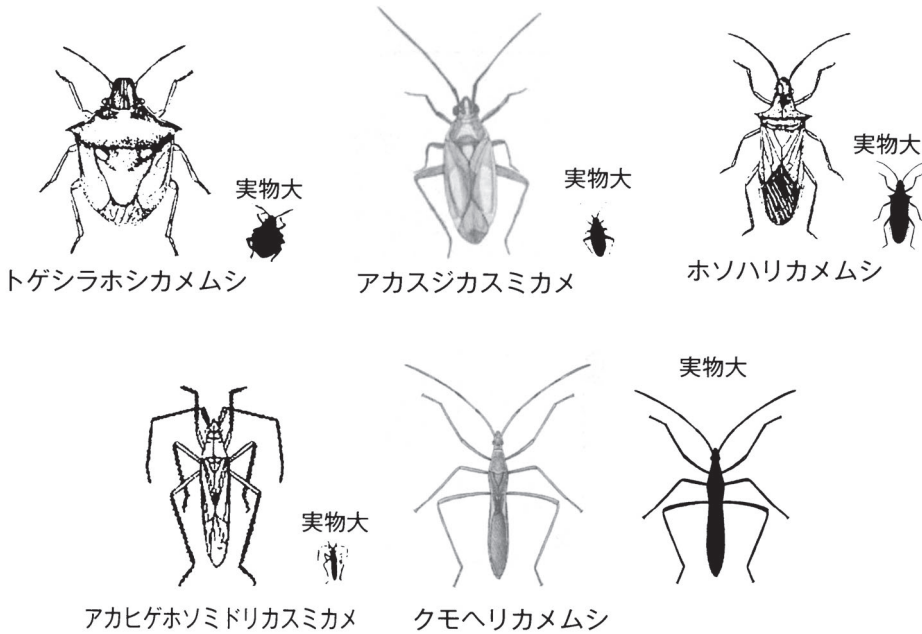 実物大
トゲシラホシカメムシ
実物大
アカスジカスミカメ
実物大
ホソハリカメムシ
実物大
アカヒゲホソミドリカスミカメ
実物大
クモヘリカメムシ